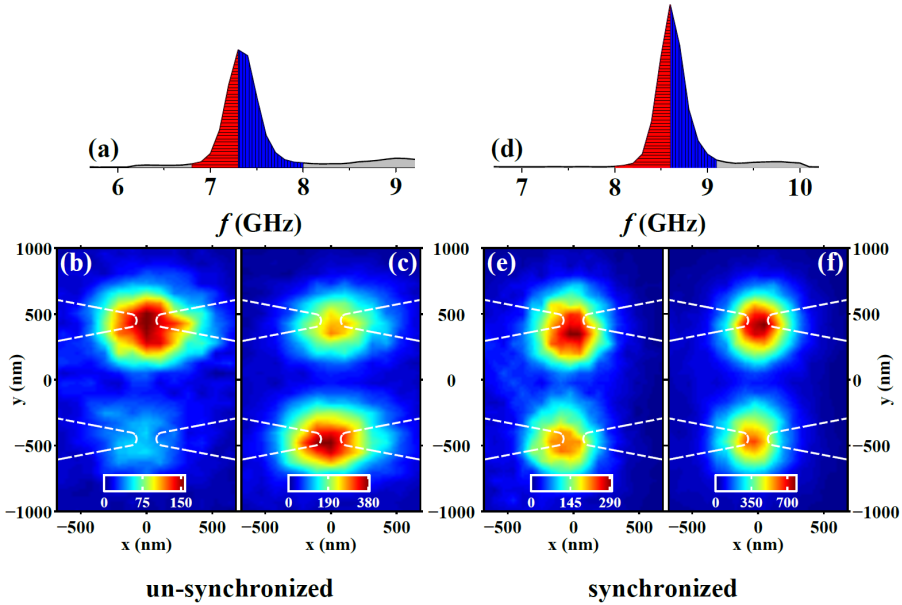 (a)
6 7 8 9
f (GHz)
(d)
7 8 9 10
f (GHz)
1000
500
0
−500
−1000
y (nm)
(b)
0 75 150
−500 0 500
x (nm)
(c)
0 190 380
−500 0 500
x (nm)
(e)
0 145 290
−500 0 500
x (nm)
(f)
0 350 700
−500 0 500
x (nm)
1000
500
0
−500
−1000
y (nm)
un-synchronized
synchronized